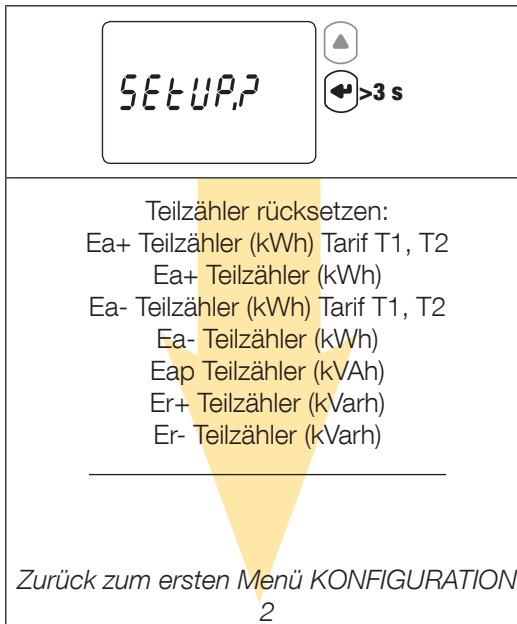 SEtUP.?
>3 s
Teilzähler rücksetzen:
Ea+ Teilzähler (kWh) Tarif T1, T2
Ea+ Teilzähler (kWh)
Ea- Teilzähler (kWh) Tarif T1, T2
Ea- Teilzähler (kWh)
Eap Teilzähler (kVAh)
Er+ Teilzähler (kVarh)
Er- Teilzähler (kVarh)
Zurück zum ersten Menü KONFIGURATION
2